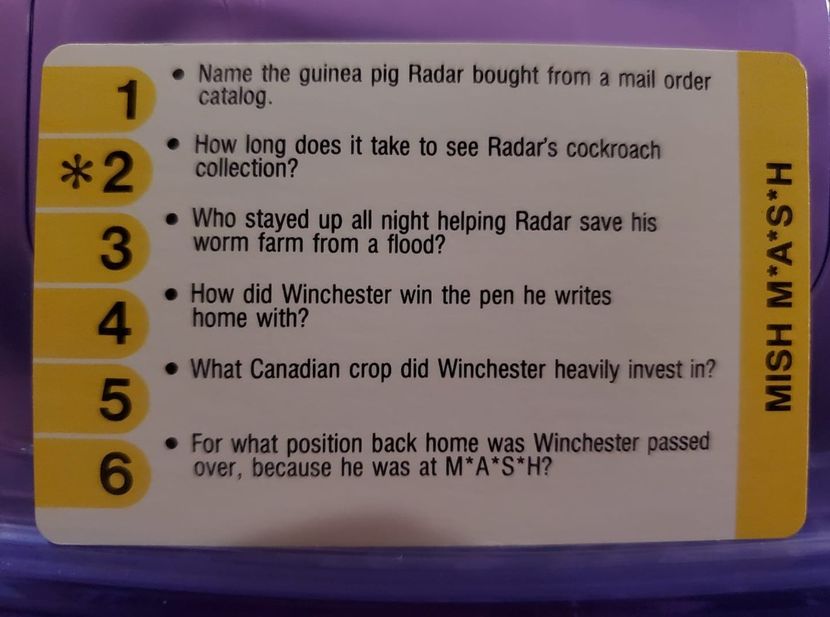 1 • Name the guinea pig Radar bought from a mail order
catalog.
*2 • How long does it take to see Radar's cockroach
collection?
3 • Who stayed up all night helping Radar save his
worm farm from a flood?
4 • How did Winchester win the pen he writes
home with?
5 • What Canadian crop did Winchester heavily invest in?
6 • For what position back home was Winchester passed
over, because he was at M*A*S*H?
MISH M*A*S*H